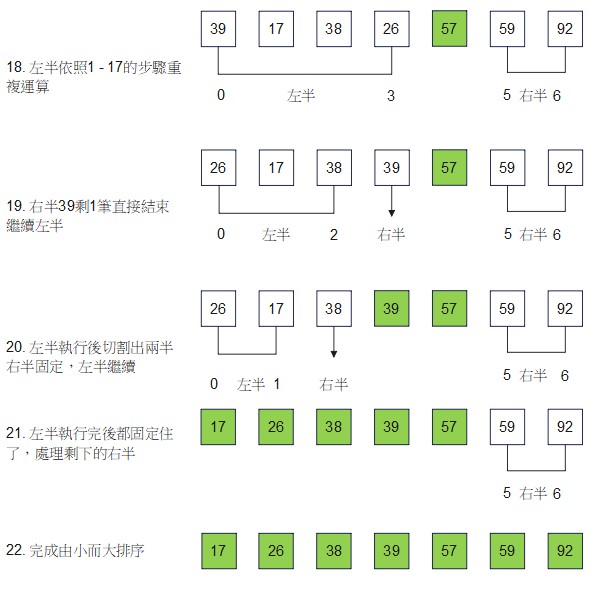 39 17 38 26 57 59 92
18. 左半依照1 - 17的步驟重
複運算
0 左半 3 5 右半 6
26 17 38 39 57 59 92
19. 右半39剩1筆直接結束
繼續左半
0 左半 2 右半 5 右半 6
26 17 38 39 57 59 92
20. 左半執行後切割出兩半
右半固定，左半繼續
0 左半 1 右半 5 右半 6
17 26 38 39 57 59 92
21. 左半執行完後都固定住
了，處理剩下的右半
5 右半 6
22. 完成由小而大排序
17 26 38 39 57 59 92